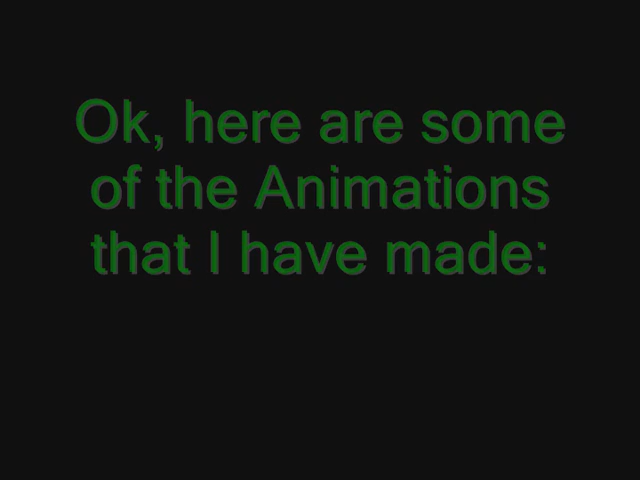 Ok, here are some
of the Animations
that I have made: